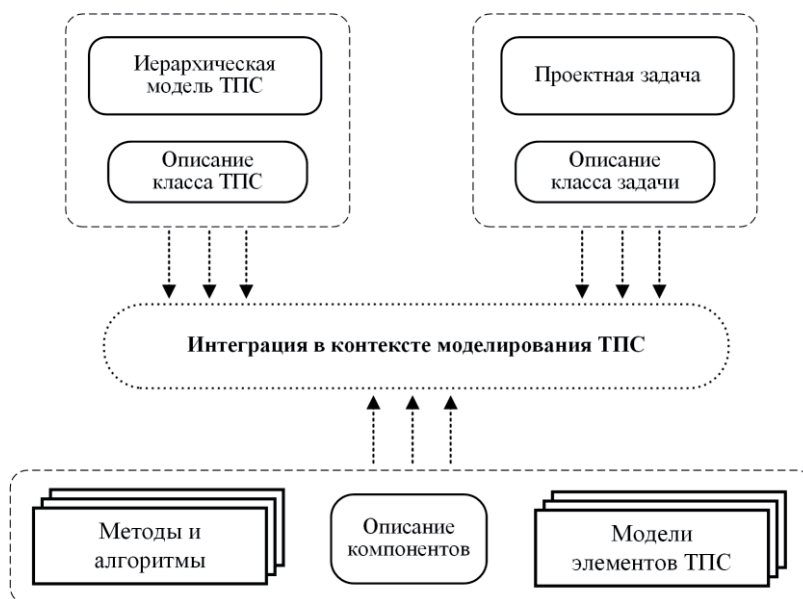 Иерархическая
модель ТПС
Описание
класса ТПС
Проектная задача
Описание
класса задачи
Интеграция в контексте моделирования ТПС
Методы и
алгоритмы
Описание
компонентов
Модели
элементов ТПС